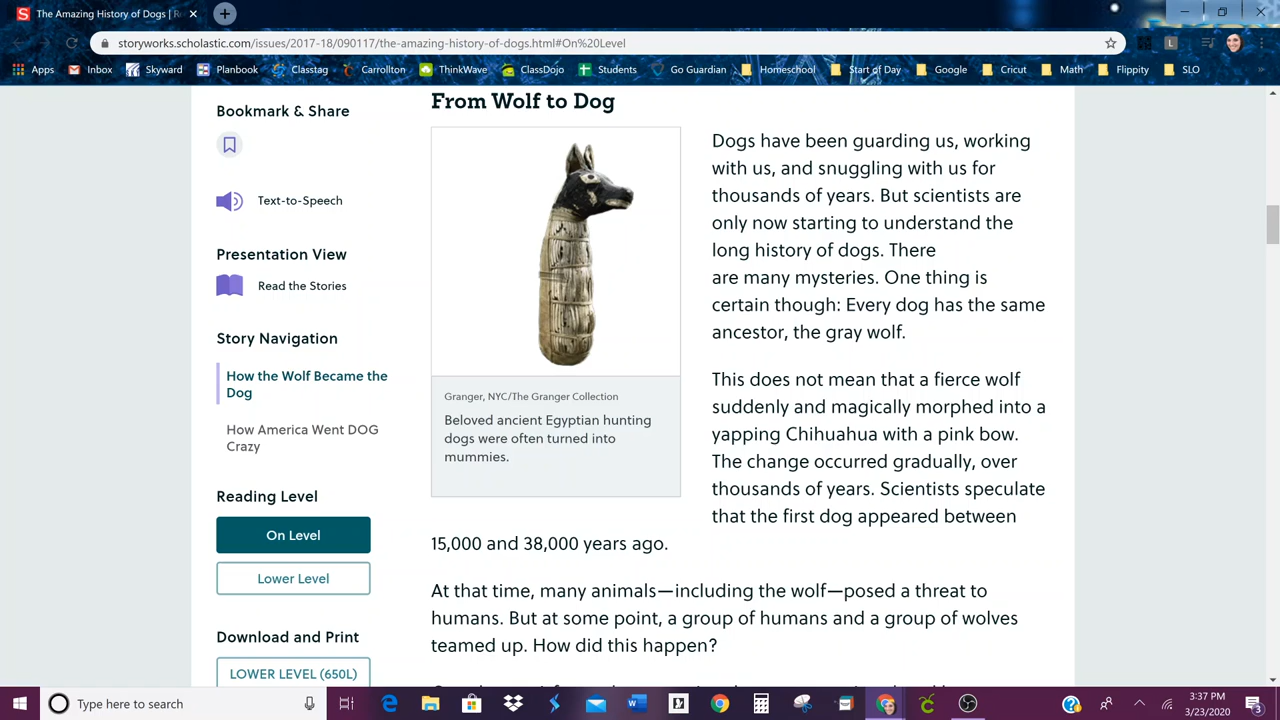 The Amazing History of Dogs | R
storyworks.scholastic.com/issues/2017-18/090117/the-amazing-history-of-dogs.html#On%20Level
Apps Inbox Skyward Planbook Classtag Carrollton ThinkWave ClassDojo Students Go Guardian Homeschool Start of Day Google Cricut Math Flippity SLO
Bookmark & Share
Text-to-Speech
Presentation View
Read the Stories
Story Navigation
How the Wolf Became the
Dog
How America Went DOG
Crazy
Reading Level
On Level
Lower Level
Download and Print
LOWER LEVEL (650L)
From Wolf to Dog
Granger, NYC/The Granger Collection
Beloved ancient Egyptian hunting
dogs were often turned into
mummies.
Dogs have been guarding us, working
with us, and snuggling with us for
thousands of years. But scientists are
only now starting to understand the
long history of dogs. There
are many mysteries. One thing is
certain though: Every dog has the same
ancestor, the gray wolf.
This does not mean that a fierce wolf
suddenly and magically morphed into a
yapping Chihuahua with a pink bow.
The change occurred gradually, over
thousands of years. Scientists speculate
that the first dog appeared between
15,000 and 38,000 years ago.
At that time, many animals—including the wolf—posed a threat to
humans. But at some point, a group of humans and a group of wolves
teamed up. How did this happen?
Type here to search
3:37 PM
3/23/2020